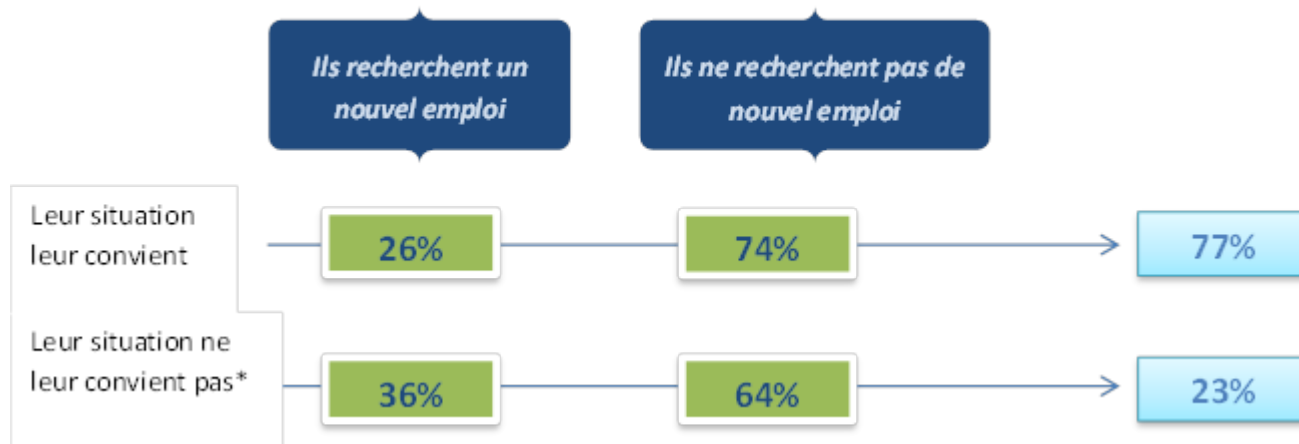 Ils recherchent un
nouvel emploi
Ils ne recherchent pas de
nouvel emploi
Leur situation
leur convient
26%
74%
77%
Leur situation ne
leur convient pas*
36%
64%
23%